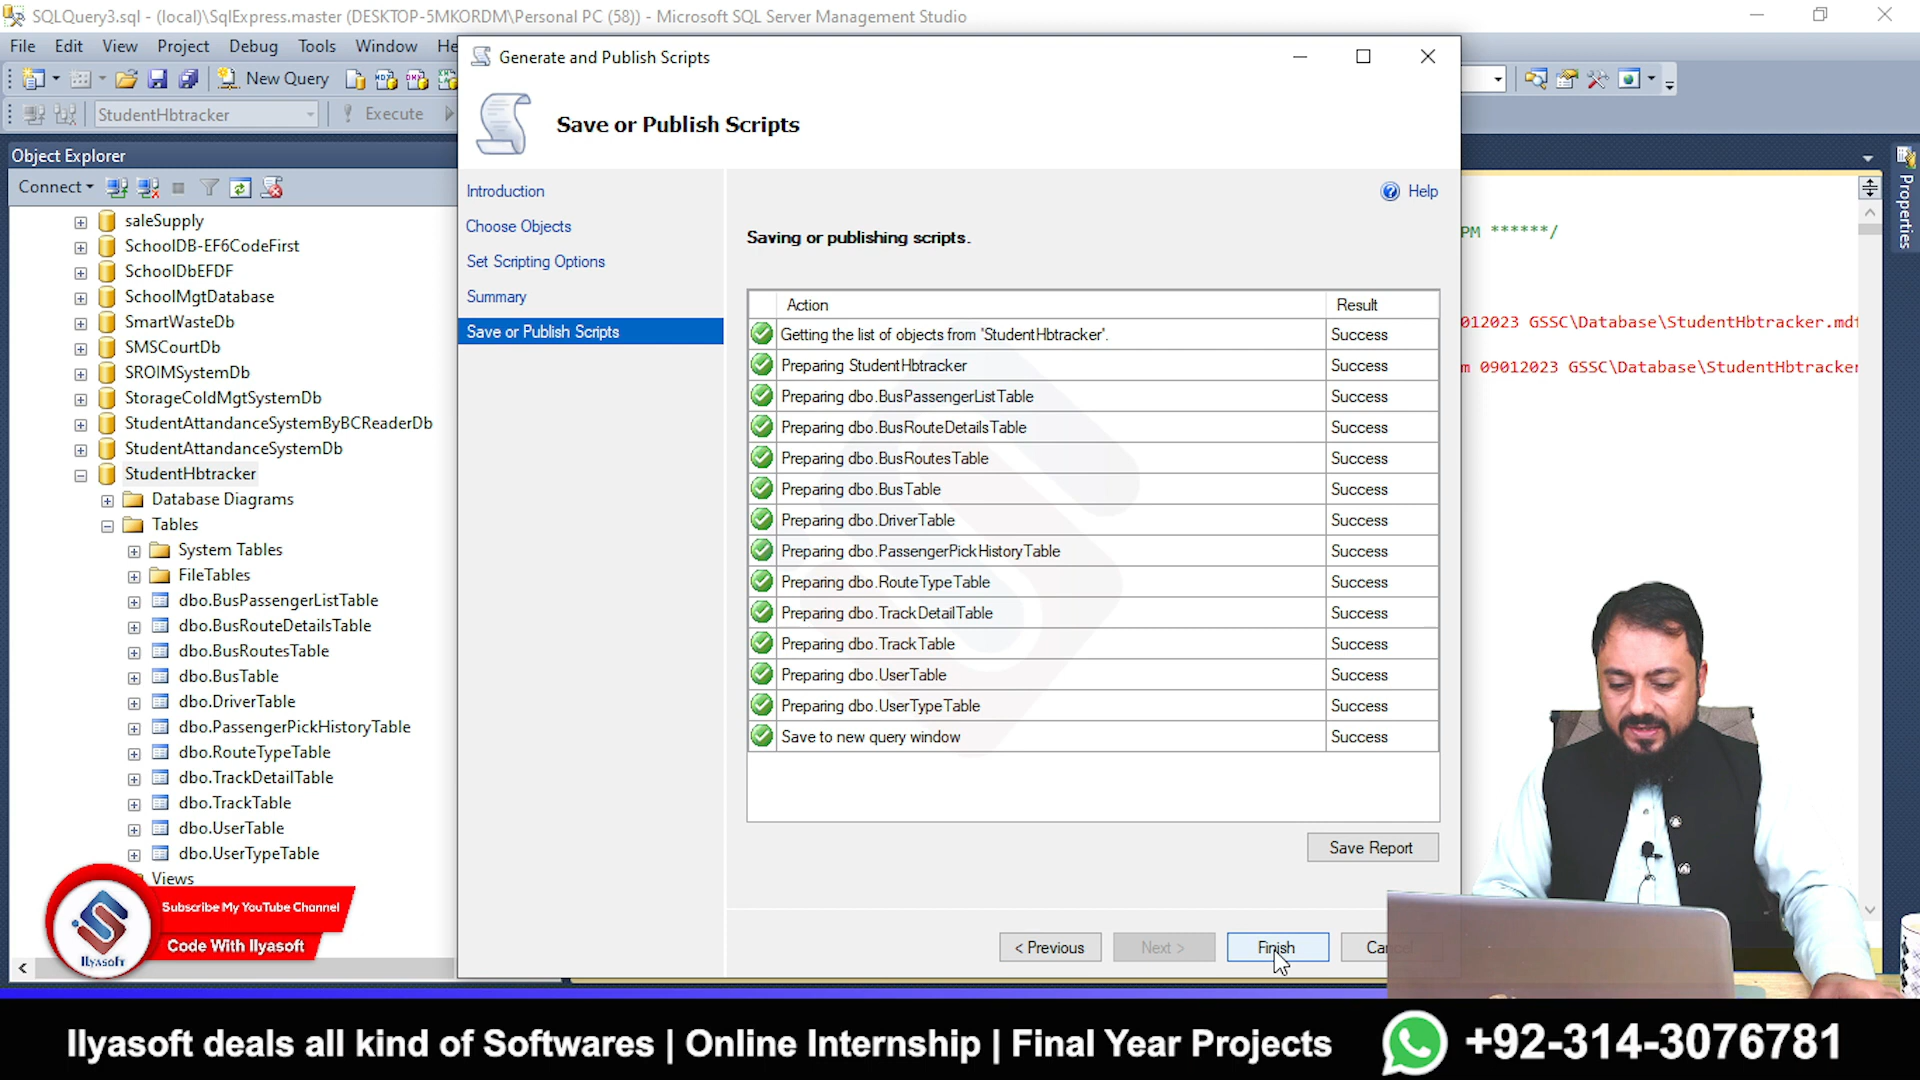 SQLQuery3.sql - (local)\SqlExpress.master (DESKTOP-5MKORDM\Personal PC (58)) - Microsoft SQL Server Management Studio
File Edit View Project Debug Tools Window He
New Query
StudentHbtracker
Execute
Object Explorer
Connect
saleSupply
SchoolDB-EF6CodeFirst
SchoolDbEFDF
SchoolMgtDatabase
SmartWasteDb
SMSCourtDb
SROIMSystemDb
StorageColdMgtSystemDb
StudentAttandanceSystemByBCReaderDb
StudentAttandanceSystemDb
StudentHbtracker
Database Diagrams
Tables
System Tables
FileTables
dbo.BusPassengerListTable
dbo.BusRouteDetailsTable
dbo.BusRoutesTable
dbo.BusTable
dbo.DriverTable
dbo.PassengerPickHistoryTable
dbo.RouteTypeTable
dbo.TrackDetailTable
dbo.TrackTable
dbo.UserTable
dbo.UserTypeTable
Views
Generate and Publish Scripts
Save or Publish Scripts
Introduction
Choose Objects
Set Scripting Options
Summary
Save or Publish Scripts
Help
Saving or publishing scripts.
Action Result
Getting the list of objects from 'StudentHbtracker'. Success
Preparing StudentHbtracker Success
Preparing dbo.BusPassengerListTable Success
Preparing dbo.BusRouteDetailsTable Success
Preparing dbo.BusRoutesTable Success
Preparing dbo.BusTable Success
Preparing dbo.DriverTable Success
Preparing dbo.PassengerPickHistoryTable Success
Preparing dbo.RouteTypeTable Success
Preparing dbo.TrackDetailTable Success
Preparing dbo.TrackTable Success
Preparing dbo.UserTable Success
Preparing dbo.UserTypeTable Success
Save to new query window Success
Save Report
< Previous Next > Finish Cancel
PM ******/
012023 GSSC\Database\StudentHbtracker.mdf
m 09012023 GSSC\Database\StudentHbtracker
Properties
Subscribe My YouTube Channel
Code With Ilyasoft
Ilyasoft
Ilyasoft deals all kind of Softwares | Online Internship | Final Year Projects
+92-314-3076781